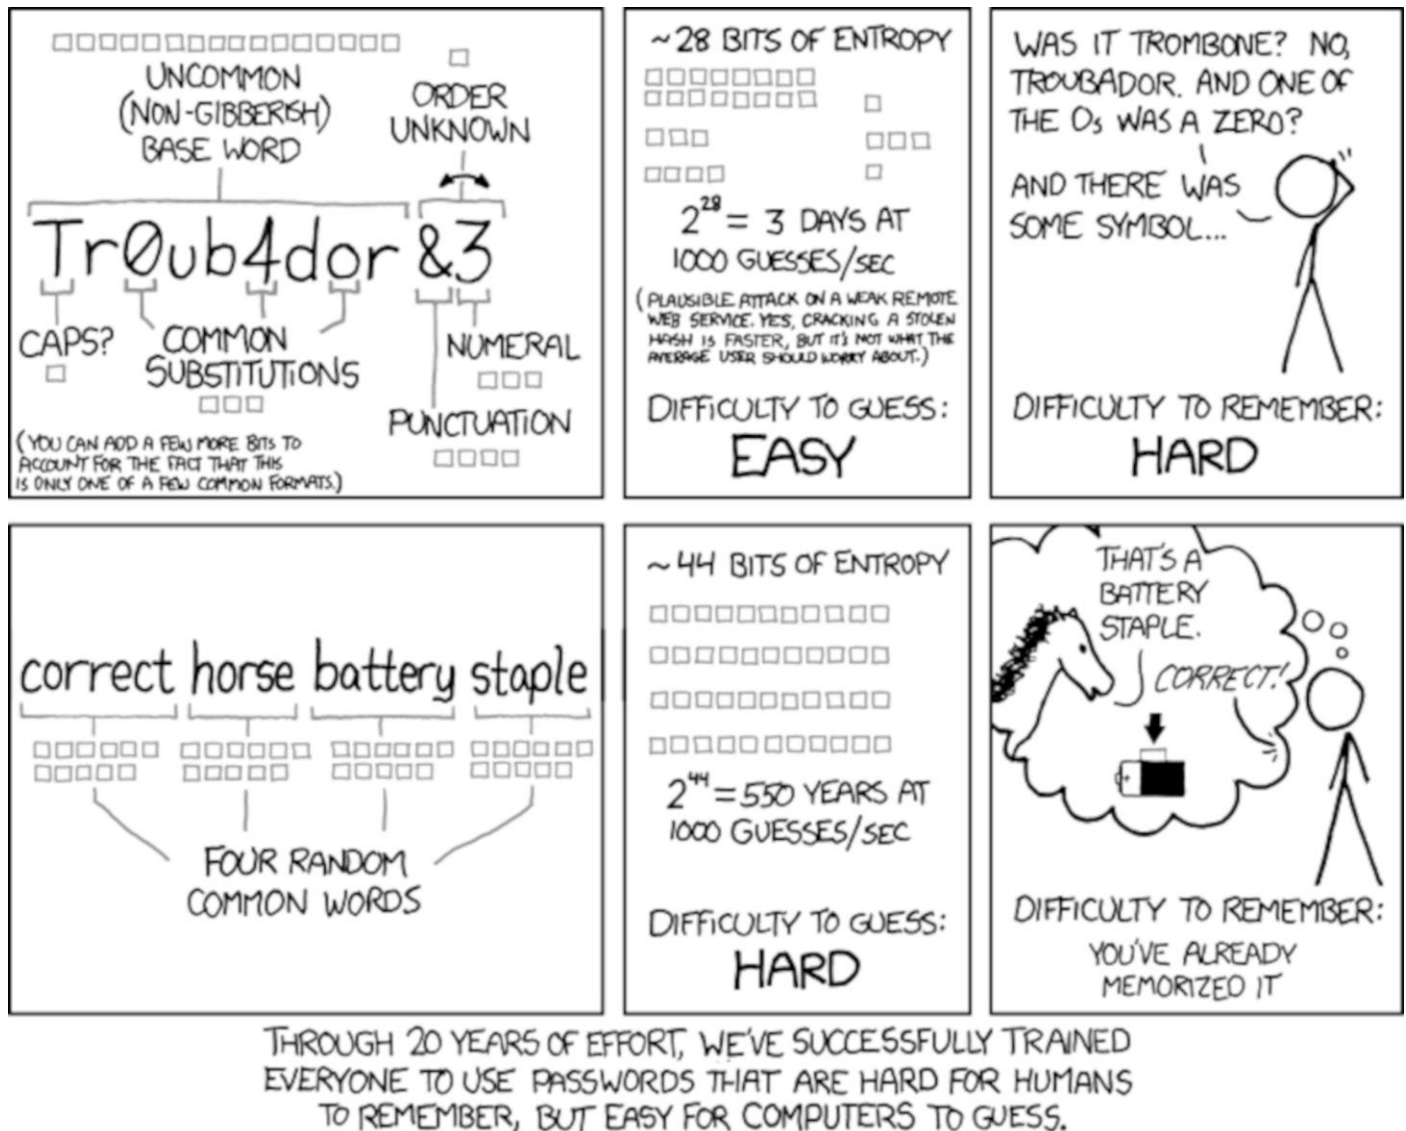 UNCOMMON
(NON-GIBBERISH)
BASE WORD
ORDER
UNKNOWN
Tr0ub4dor &3
CAPS?
COMMON
SUBSTITUTIONS
NUMERAL
PUNCTUATION
(YOU CAN ADD A FEW MORE BITS TO
ACCOUNT FOR THE FACT THAT THIS
IS ONLY ONE OF A FEW COMMON FORMATS.)
~28 BITS OF ENTROPY
2^28 = 3 DAYS AT
1000 GUESSES/SEC
(PLAUSIBLE ATTACK ON A WEAK REMOTE
WEB SERVICE. YES, CRACKING A STOLEN
HASH IS FASTER, BUT IT'S NOT WHAT THE
AVERAGE USER SHOULD WORRY ABOUT.)
DIFFICULTY TO GUESS:
EASY
WAS IT TROMBONE? NO,
TROUBADOR. AND ONE OF
THE Os WAS A ZERO?
AND THERE WAS
SOME SYMBOL...
DIFFICULTY TO REMEMBER:
HARD
correct horse battery staple
FOUR RANDOM
COMMON WORDS
~44 BITS OF ENTROPY
2^44 = 550 YEARS AT
1000 GUESSES/SEC
DIFFICULTY TO GUESS:
HARD
THAT'S A
BATTERY
STAPLE.
CORRECT!
DIFFICULTY TO REMEMBER:
YOU'VE ALREADY
MEMORIZED IT
THROUGH 20 YEARS OF EFFORT, WE'VE SUCCESSFULLY TRAINED
EVERYONE TO USE PASSWORDS THAT ARE HARD FOR HUMANS
TO REMEMBER, BUT EASY FOR COMPUTERS TO GUESS.